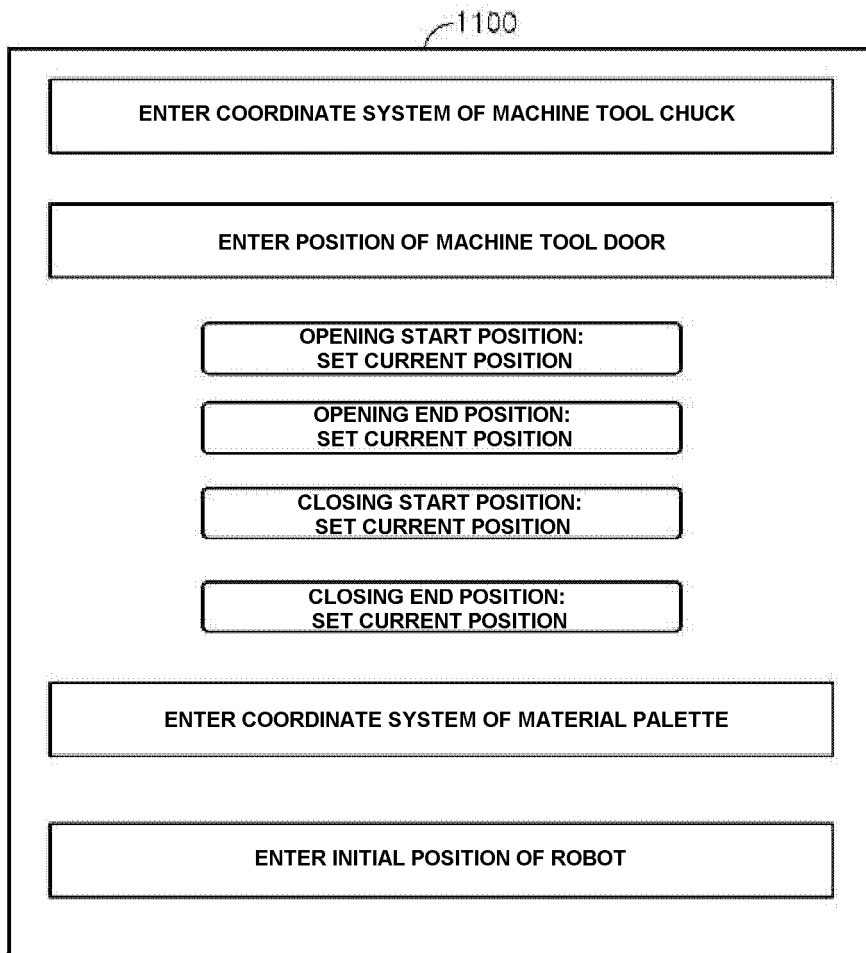 1100
ENTER COORDINATE SYSTEM OF MACHINE TOOL CHUCK
ENTER POSITION OF MACHINE TOOL DOOR
OPENING START POSITION:
SET CURRENT POSITION
OPENING END POSITION:
SET CURRENT POSITION
CLOSING START POSITION:
SET CURRENT POSITION
CLOSING END POSITION:
SET CURRENT POSITION
ENTER COORDINATE SYSTEM OF MATERIAL PALETTE
ENTER INITIAL POSITION OF ROBOT